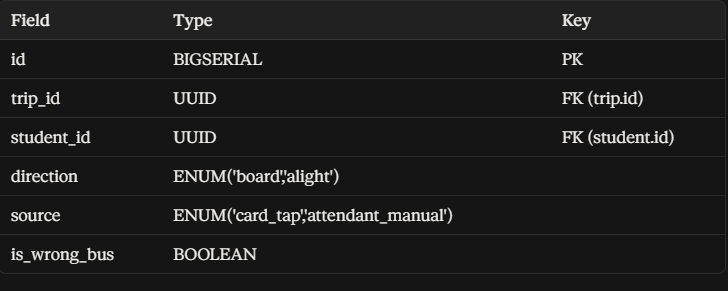 Field Type Key
id BIGSERIAL PK
trip_id UUID FK (trip.id)
student_id UUID FK (student.id)
direction ENUM('board','alight')
source ENUM('card_tap','attendant_manual')
is_wrong_bus BOOLEAN